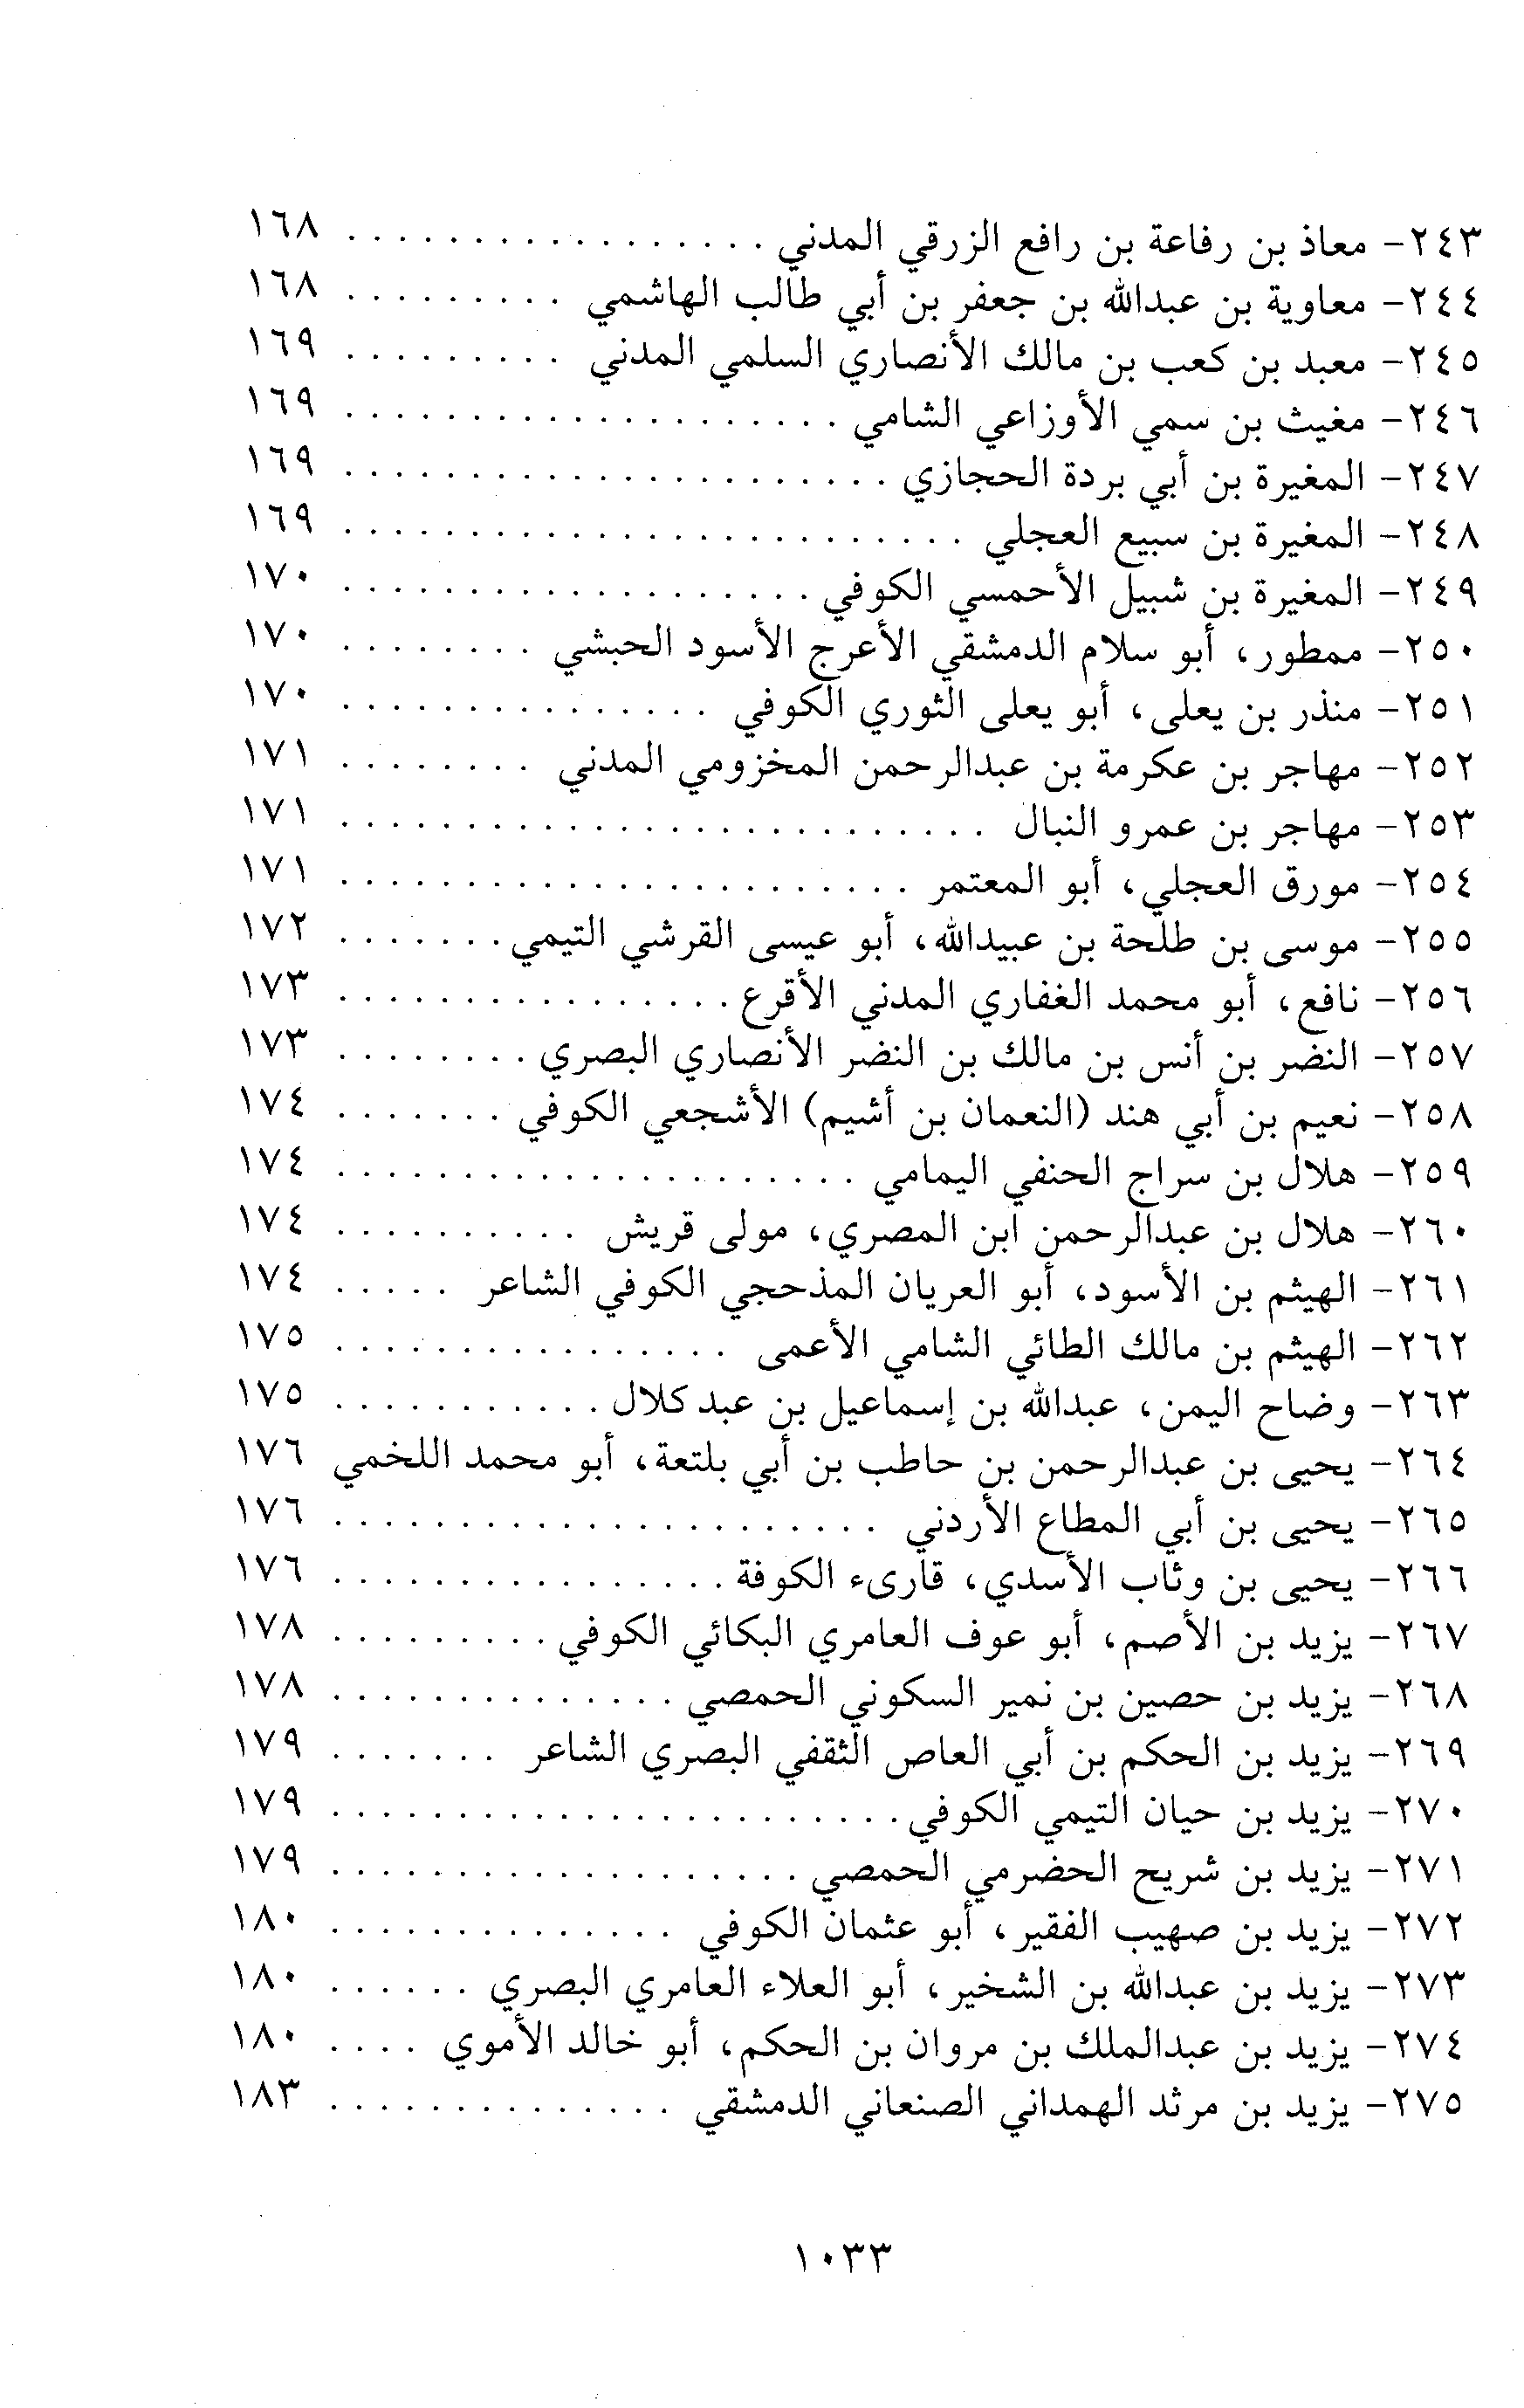 ٢٤٣- معاذ بن رفاعة بن رافع الزرقي المدني . . . . . . . . . . . . . . . . . ١٦٨
٢٤٤- معاوية بن عبدالله بن جعفر بن أبي طالب الهاشمي . . . . . . . . . ١٦٨
٢٤٥- معبد بن كعب بن مالك الأنصاري السلمي المدني . . . . . . . . . ١٦٩
٢٤٦- مغيث بن سمي الأوزاعي الشامي . . . . . . . . . . . . . . . . . . . . ١٦٩
٢٤٧- المغيرة بن أبي بردة الحجازي . . . . . . . . . . . . . . . . . . . . . . ١٦٩
٢٤٨- المغيرة بن سبيع العجلي . . . . . . . . . . . . . . . . . . . . . . . . . ١٦٩
٢٤٩- المغيرة بن شبيل الأحمسي الكوفي . . . . . . . . . . . . . . . . . . . ١٧٠
٢٥٠- ممطور، أبو سلام الدمشقي الأعرج الأسود الحبشي . . . . . . . . ١٧٠
٢٥١- منذر بن يعلى، أبو يعلى الثوري الكوفي . . . . . . . . . . . . . . . ١٧٠
٢٥٢- مهاجر بن عكرمة بن عبدالرحمن المخزومي المدني . . . . . . . . ١٧١
٢٥٣- مهاجر بن عمرو النبال . . . . . . . . . . . . . . . . . . . . . . . . . . ١٧١
٢٥٤- مورق العجلي، أبو المعتمر . . . . . . . . . . . . . . . . . . . . . . . ١٧١
٢٥٥- موسى بن طلحة بن عبيدالله، أبو عيسى القرشي التيمي . . . . . . . ١٧٢
٢٥٦- نافع، أبو محمد الغفاري المدني الأقرع . . . . . . . . . . . . . . . . ١٧٣
٢٥٧- النضر بن أنس بن مالك بن النضر الأنصاري البصري . . . . . . . . ١٧٣
٢٥٨- نعيم بن أبي هند (النعمان بن أشيم) الأشجعي الكوفي . . . . . . . ١٧٤
٢٥٩- هلال بن سراج الحنفي اليمامي . . . . . . . . . . . . . . . . . . . . . ١٧٤
٢٦٠- هلال بن عبدالرحمن ابن المصري، مولى قريش . . . . . . . . . . ١٧٤
٢٦١- الهيثم بن الأسود، أبو العريان المذحجي الكوفي الشاعر . . . . . ١٧٤
٢٦٢- الهيثم بن مالك الطائي الشامي الأعمى . . . . . . . . . . . . . . . . ١٧٥
٢٦٣- وضاح اليمن، عبدالله بن إسماعيل بن عبد كلال . . . . . . . . . . . ١٧٥
٢٦٤- يحيى بن عبدالرحمن بن حاطب بن أبي بلتعة، أبو محمد اللخمي ١٧٦
٢٦٥- يحيى بن أبي المطاع الأردني . . . . . . . . . . . . . . . . . . . . . . ١٧٦
٢٦٦- يحيى بن وثاب الأسدي، قارىء الكوفة . . . . . . . . . . . . . . . . ١٧٦
٢٦٧- يزيد بن الأصم، أبو عوف العامري البكائي الكوفي . . . . . . . . . ١٧٨
٢٦٨- يزيد بن حصين بن نمير السكوني الحمصي . . . . . . . . . . . . . . ١٧٨
٢٦٩- يزيد بن الحكم بن أبي العاص الثقفي البصري الشاعر . . . . . . . ١٧٩
٢٧٠- يزيد بن حيان التيمي الكوفي . . . . . . . . . . . . . . . . . . . . . . . ١٧٩
٢٧١- يزيد بن شريح الحضرمي الحمصي . . . . . . . . . . . . . . . . . . . ١٧٩
٢٧٢- يزيد بن صهيب الفقير، أبو عثمان الكوفي . . . . . . . . . . . . . . ١٨٠
٢٧٣- يزيد بن عبدالله بن الشخير، أبو العلاء العامري البصري . . . . . . ١٨٠
٢٧٤- يزيد بن عبدالملك بن مروان بن الحكم، أبو خالد الأموي . . . . ١٨٠
٢٧٥- يزيد بن مرثد الهمداني الصنعاني الدمشقي . . . . . . . . . . . . . . ١٨٣
١٠٣٣